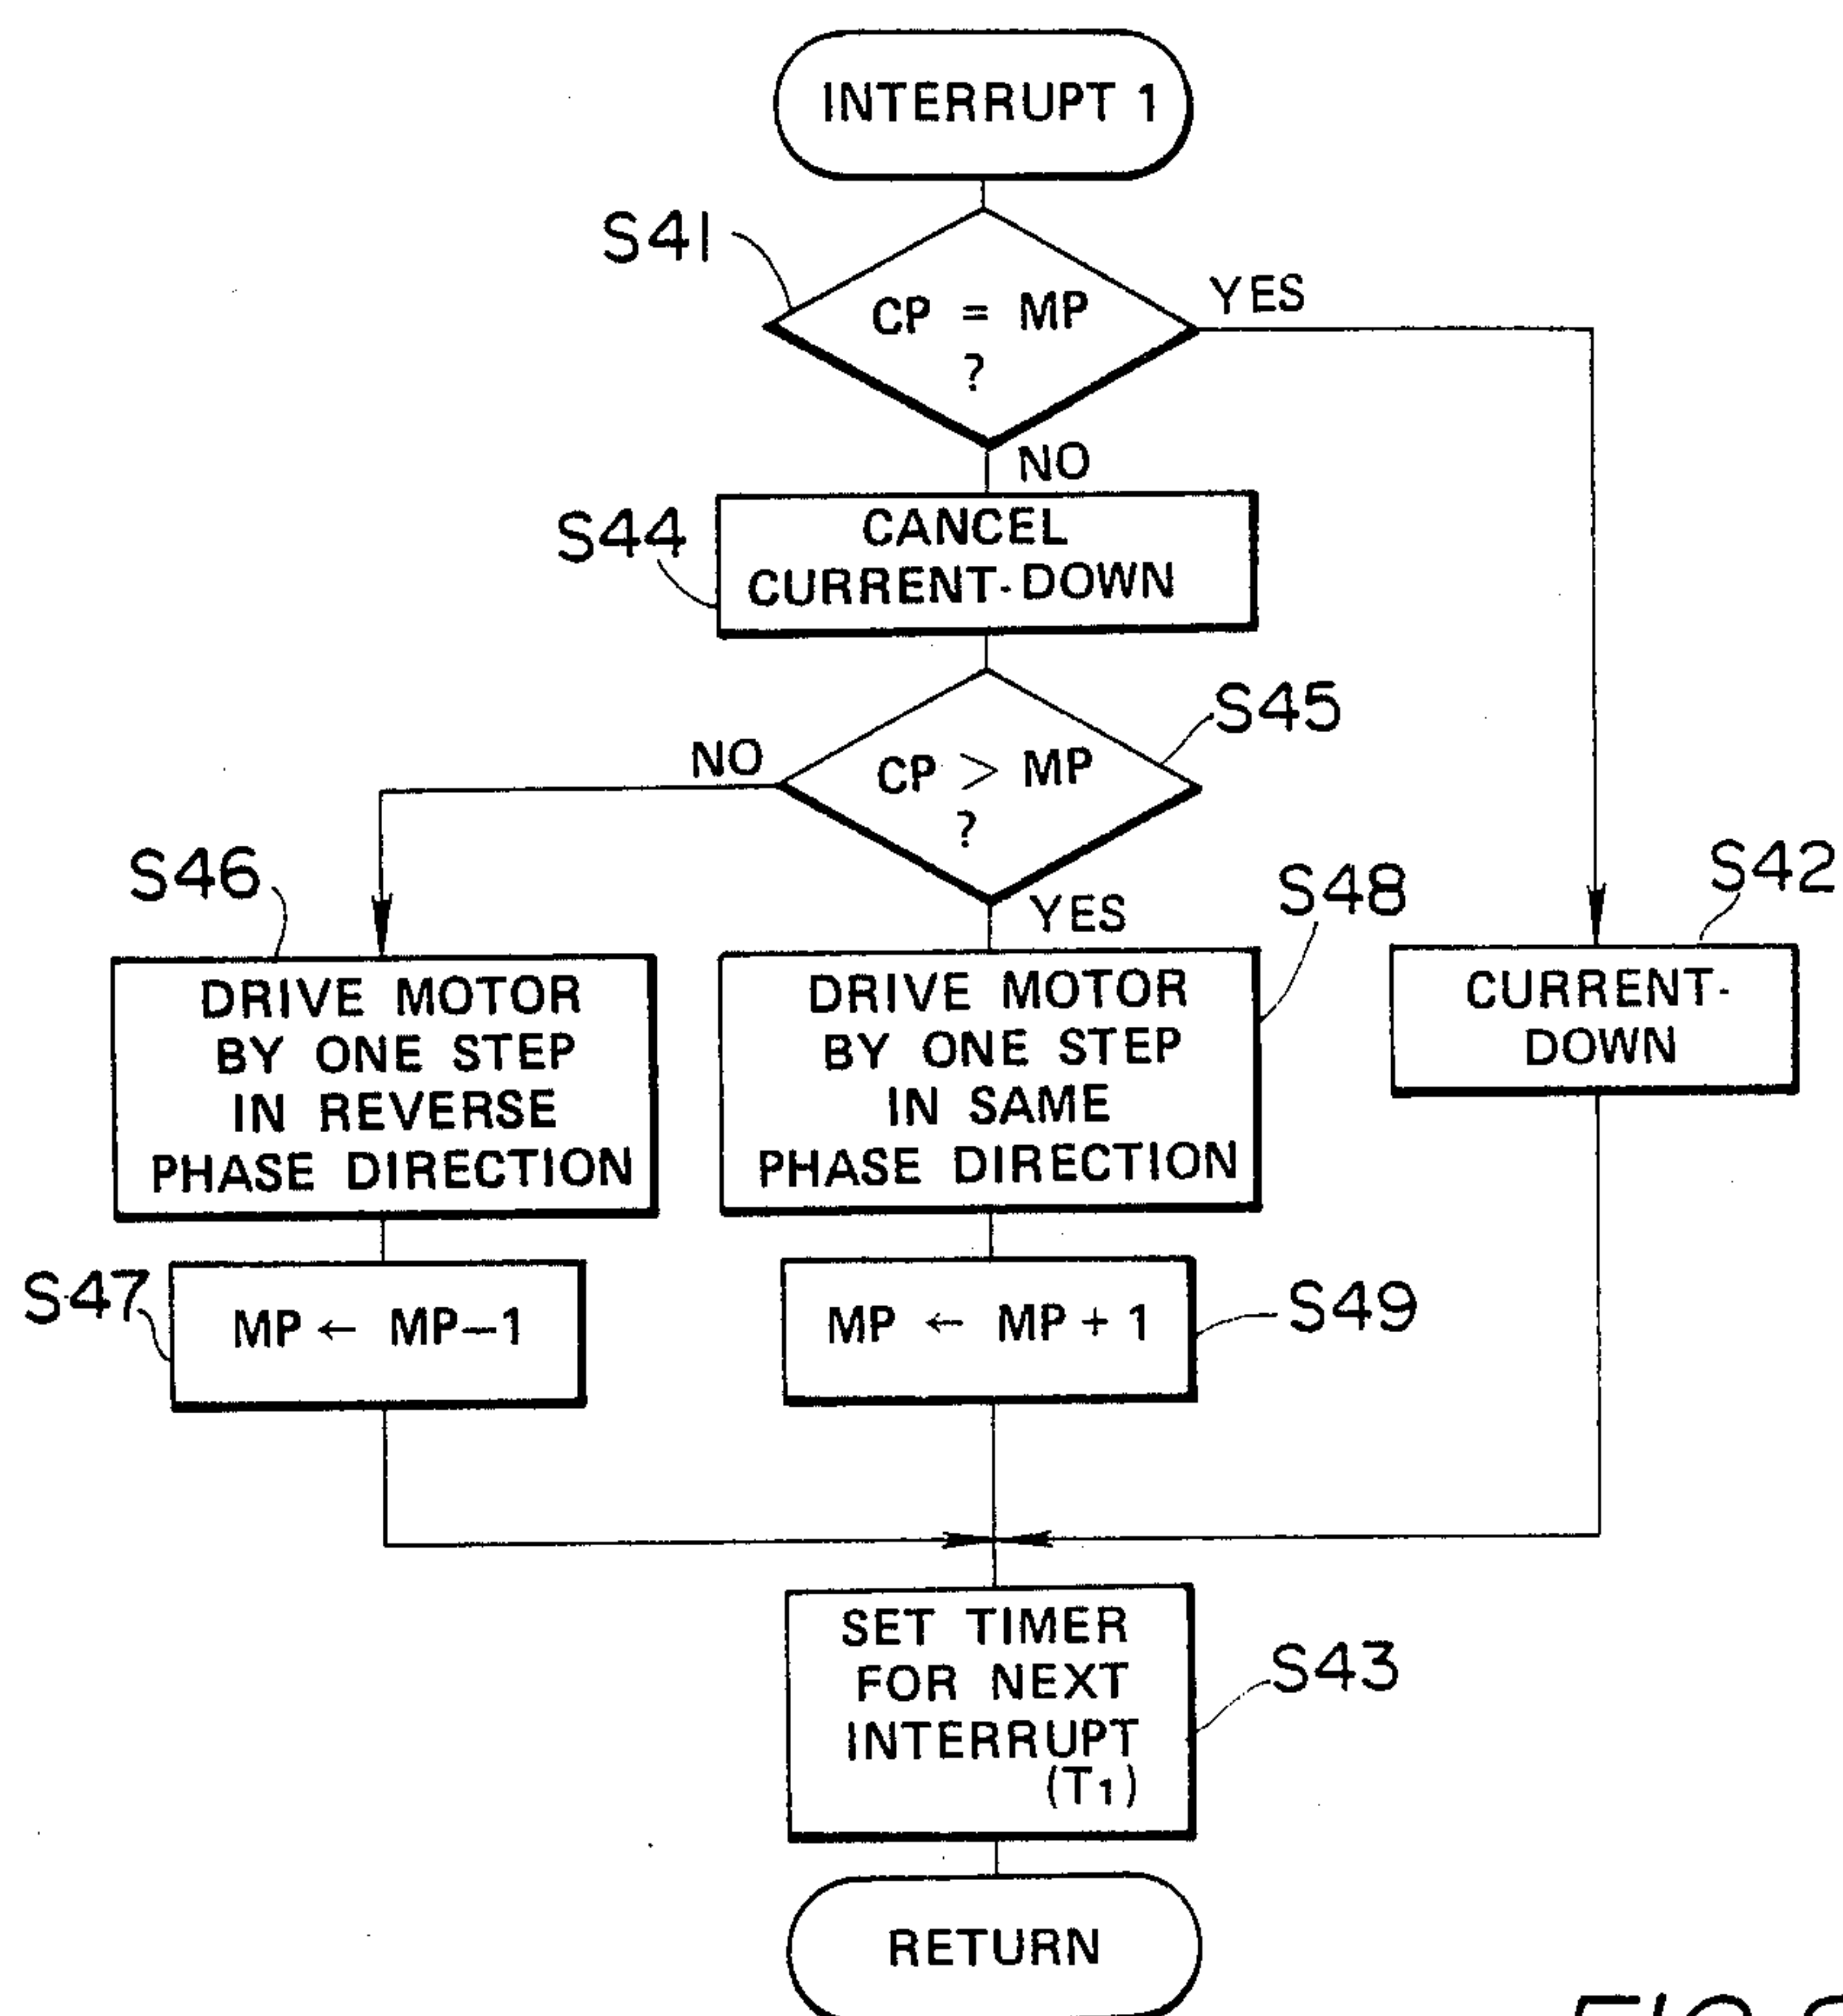 INTERRUPT 1
S41
CP = MP
?
YES
NO
S44
CANCEL
CURRENT-DOWN
S45
CP > MP
?
NO
YES
S46
DRIVE MOTOR
BY ONE STEP
IN REVERSE
PHASE DIRECTION
S48
DRIVE MOTOR
BY ONE STEP
IN SAME
PHASE DIRECTION
S42
CURRENT-
DOWN
S47
MP ← MP-1
S49
MP ← MP + 1
S43
SET TIMER
FOR NEXT
INTERRUPT
(T1)
RETURN